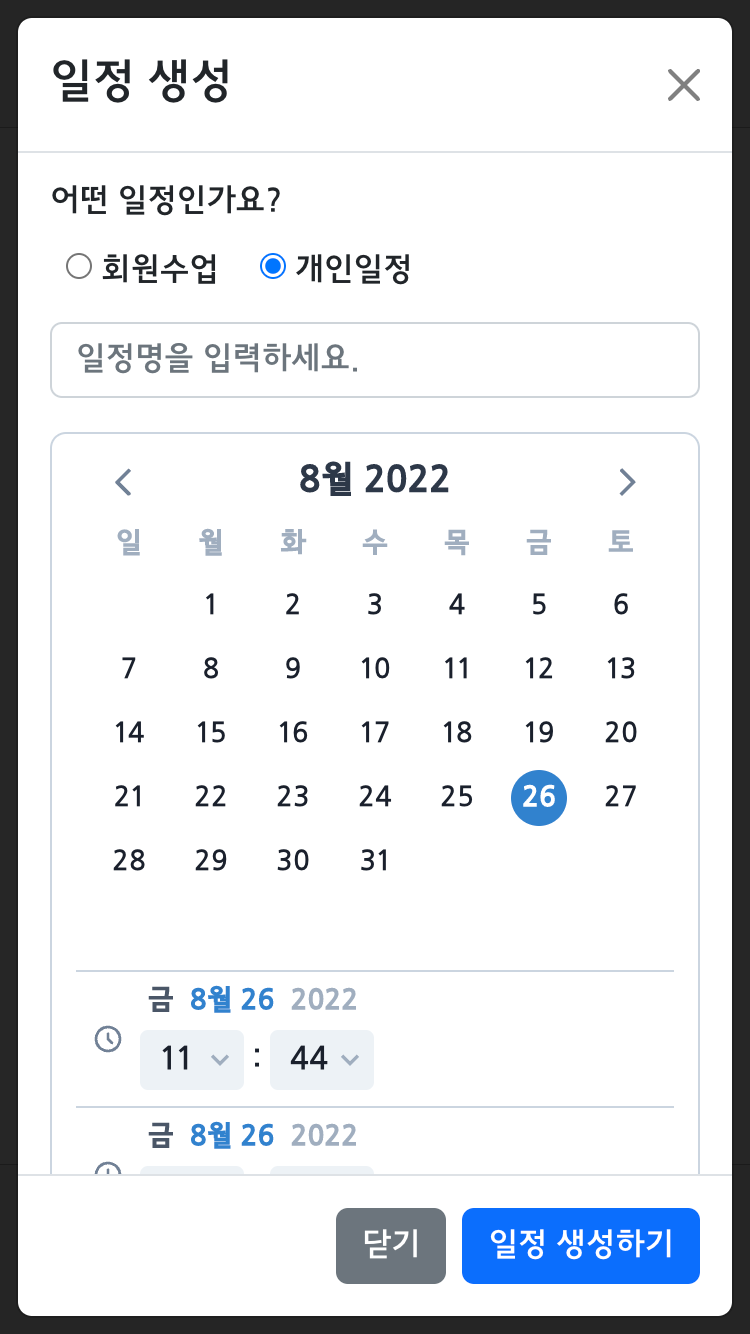 일정 생성
어떤 일정인가요?
회원수업 개인일정
일정명을 입력하세요.
8월 2022
일 월 화 수 목 금 토
1 2 3 4 5 6
7 8 9 10 11 12 13
14 15 16 17 18 19 20
21 22 23 24 25 26 27
28 29 30 31
금 8월 26 2022
11 : 44
금 8월 26 2022
닫기 일정 생성하기